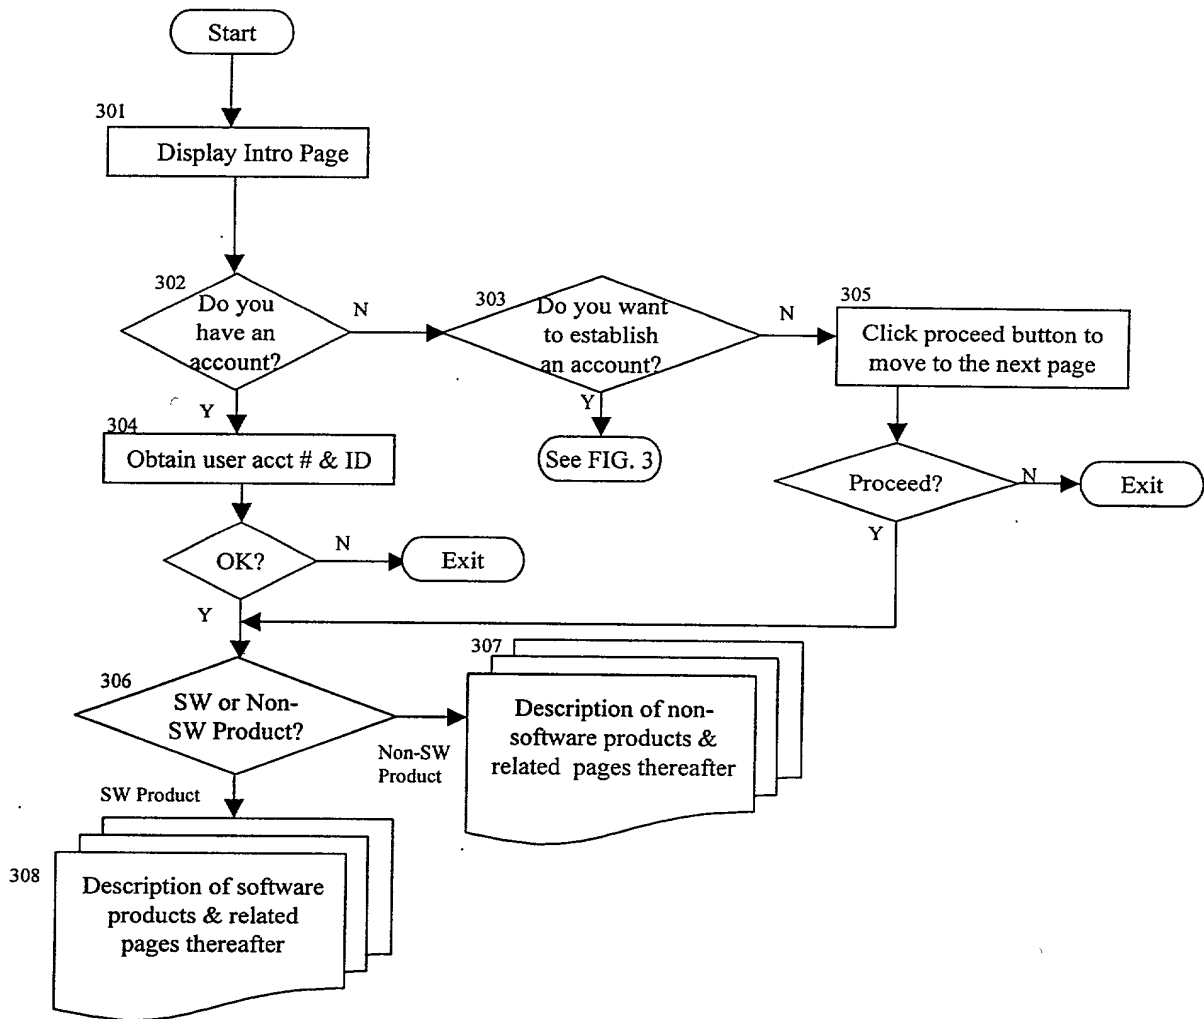 Start
301
Display Intro Page
302
Do you
have an
account?
N
303
Do you want
to establish
an account?
N
305
Click proceed button to
move to the next page
Y
304
Obtain user acct # & ID
Y
See FIG. 3
Proceed?
N
Exit
Y
OK?
N
Exit
Y
306
SW or Non-
SW Product?
307
Description of non-
software products &
related pages thereafter
Non-SW
Product
SW Product
308
Description of software
products & related
pages thereafter